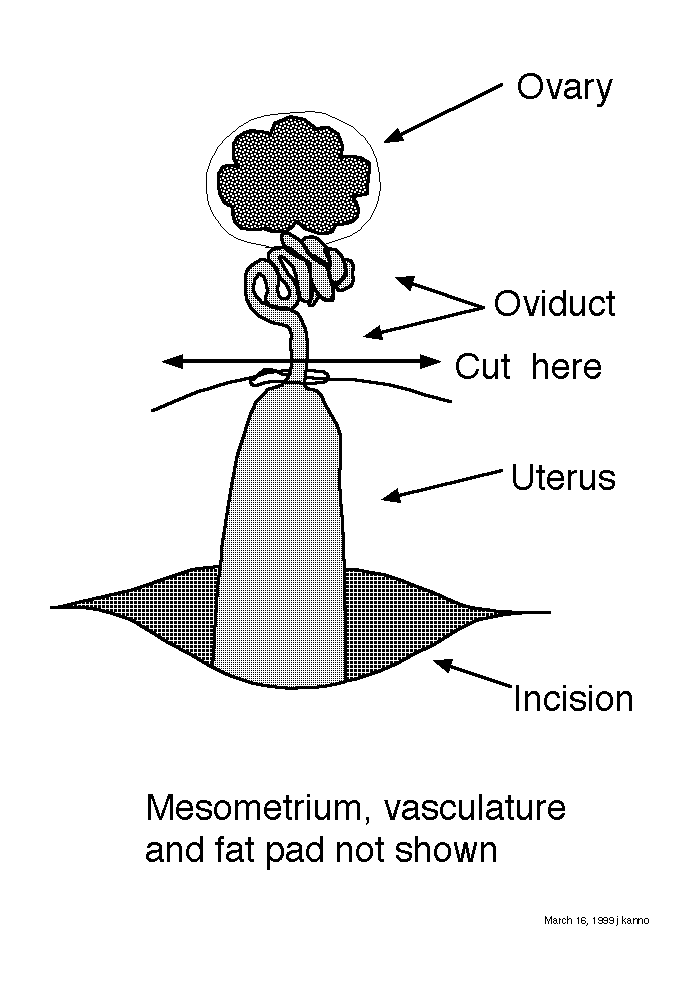 Ovary
Oviduct
Cut here
Uterus
Incision
Mesometrium, vasculature
and fat pad not shown
March 16, 1999 j kanno